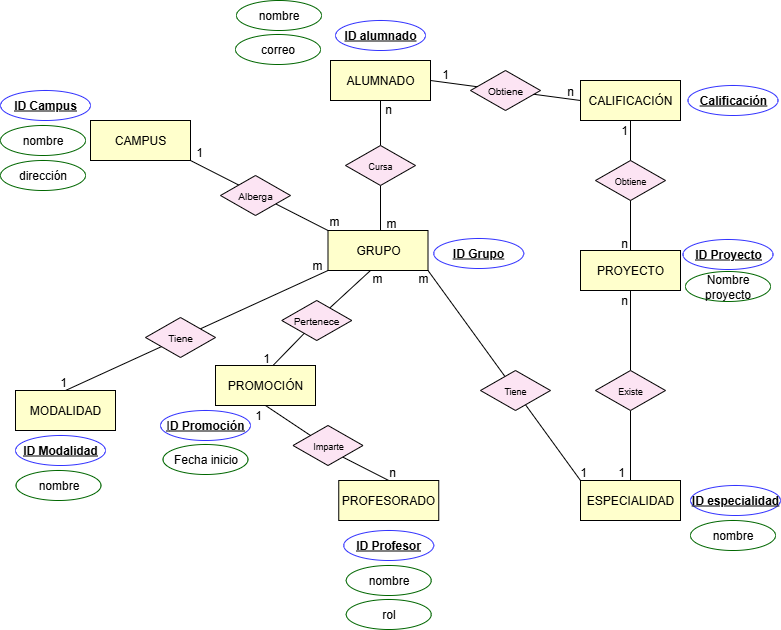 nombre
correo
ID alumnado
ALUMNADO
1
Obtiene
n
CALIFICACIÓN
Calificación
ID Campus
nombre
dirección
CAMPUS
1
Alberga
m
n
Cursa
m
1
Obtiene
n
GRUPO
ID Grupo
PROYECTO
ID Proyecto
Nombre
proyecto
m
m
m
n
Tiene
Pertenece
1
1
MODALIDAD
ID Modalidad
nombre
PROMOCIÓN
ID Promoción
Fecha inicio
1
Imparte
n
PROFESORADO
ID Profesor
nombre
rol
Tiene
1
Existe
1
ESPECIALIDAD
ID especialidad
nombre